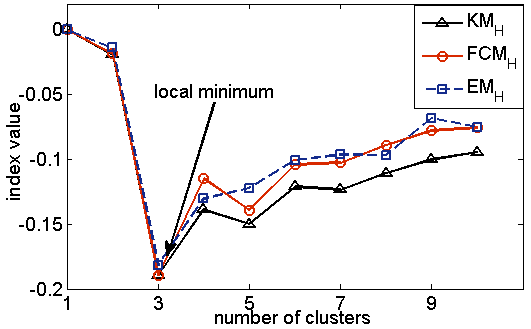 0
-0.05
-0.1
-0.15
-0.2
index value
local minimum
KM_H
FCM_H
EM_H
1 3 5 7 9
number of clusters